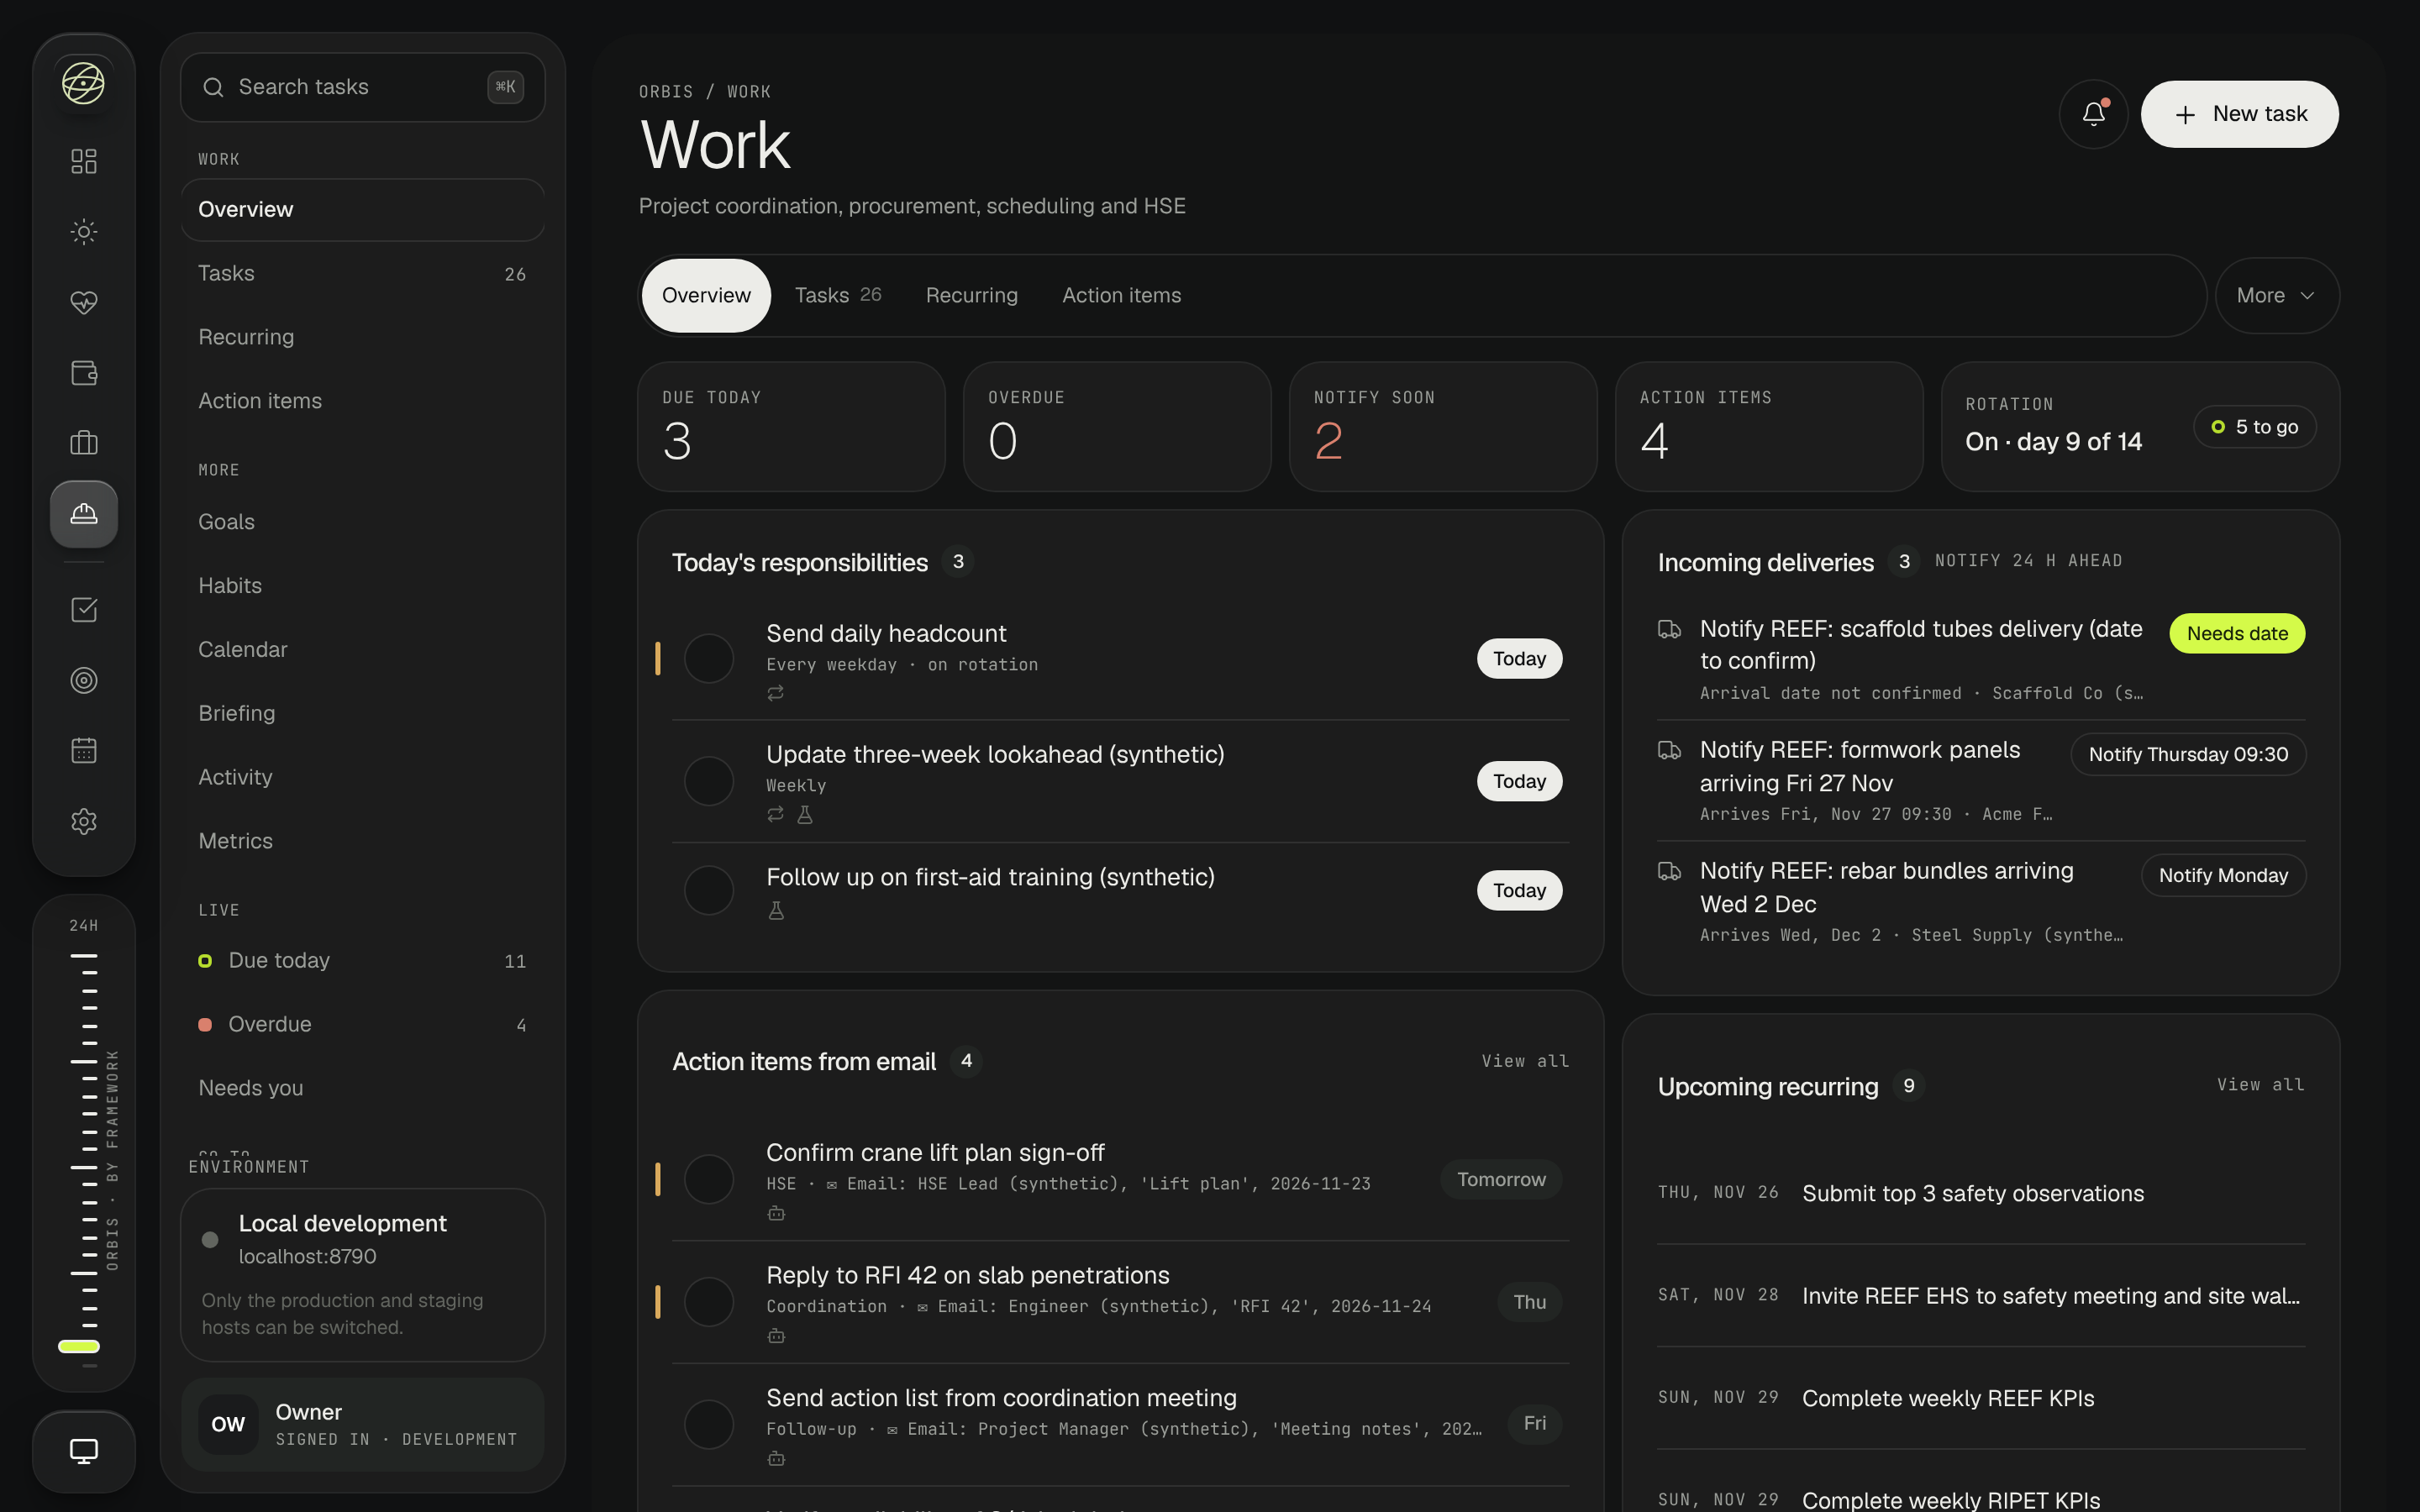 Search tasks
⌘K
WORK
Overview
Tasks 26
Recurring
Action items
MORE
Goals
Habits
Calendar
Briefing
Activity
Metrics
LIVE
Due today 11
Overdue 4
Needs you
ENVIRONMENT
Local development
localhost:8790
Only the production and staging
hosts can be switched.
OW
Owner
SIGNED IN · DEVELOPMENT
24H
ORBIS · BY FRAMEWORK
ORBIS / WORK
Work
Project coordination, procurement, scheduling and HSE
New task
Overview
Tasks 26
Recurring
Action items
More
DUE TODAY
3
OVERDUE
0
NOTIFY SOON
2
ACTION ITEMS
4
ROTATION
On · day 9 of 14
5 to go
Today's responsibilities 3
Send daily headcount
Every weekday · on rotation
Today
Update three-week lookahead (synthetic)
Weekly
Today
Follow up on first-aid training (synthetic)
Today
Incoming deliveries 3 NOTIFY 24 H AHEAD
Notify REEF: scaffold tubes delivery (date
to confirm)
Arrival date not confirmed · Scaffold Co (s…
Needs date
Notify REEF: formwork panels
arriving Fri 27 Nov
Arrives Fri, Nov 27 09:30 · Acme F…
Notify Thursday 09:30
Notify REEF: rebar bundles arriving
Wed 2 Dec
Arrives Wed, Dec 2 · Steel Supply (synthe…
Notify Monday
Action items from email 4
View all
Confirm crane lift plan sign-off
HSE · ✉ Email: HSE Lead (synthetic), 'Lift plan', 2026-11-23
Tomorrow
Reply to RFI 42 on slab penetrations
Coordination · ✉ Email: Engineer (synthetic), 'RFI 42', 2026-11-24
Thu
Send action list from coordination meeting
Follow-up · ✉ Email: Project Manager (synthetic), 'Meeting notes', 202…
Fri
Upcoming recurring 9
View all
THU, NOV 26 Submit top 3 safety observations
SAT, NOV 28 Invite REEF EHS to safety meeting and site wal…
SUN, NOV 29 Complete weekly REEF KPIs
SUN, NOV 29 Complete weekly RIPET KPIs